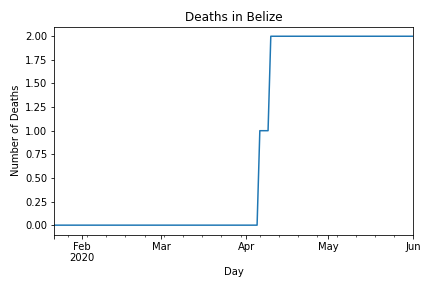 Deaths in Belize
Number of Deaths
2.00
1.75
1.50
1.25
1.00
0.75
0.50
0.25
0.00
Feb
2020
Mar
Apr
May
Jun
Day